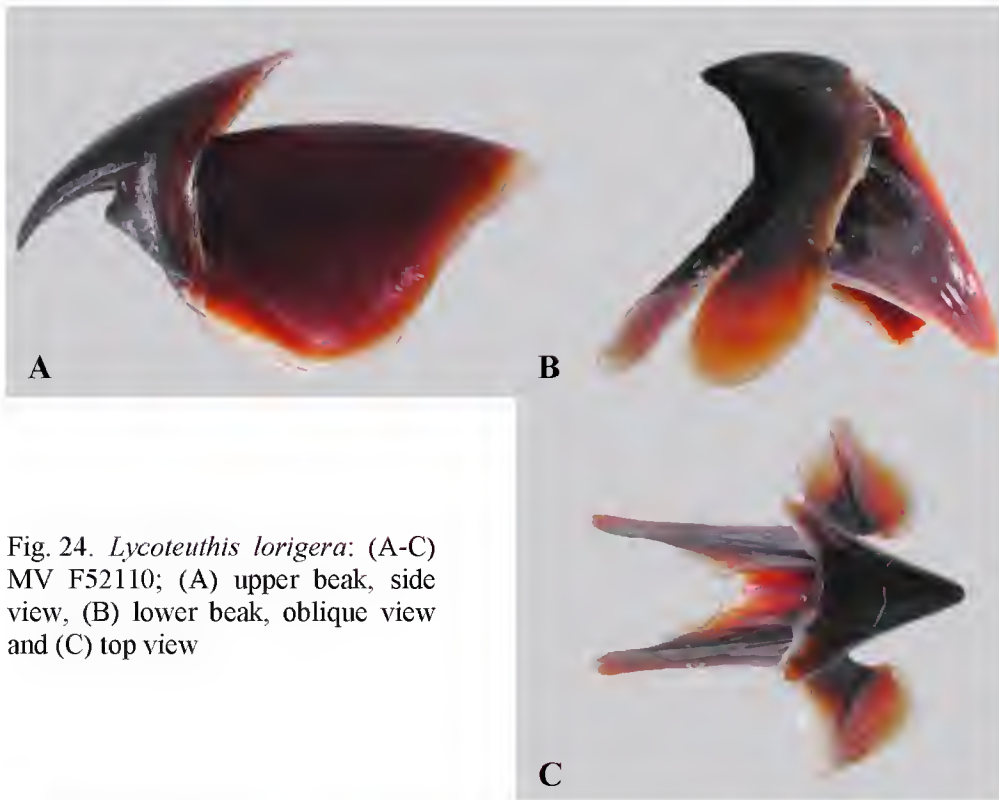 A
B
Fig. 24. Lycoteuthis lorigera: (A-C)
MV F52110; (A) upper beak, side
view, (B) lower beak, oblique view
and (C) top view
C